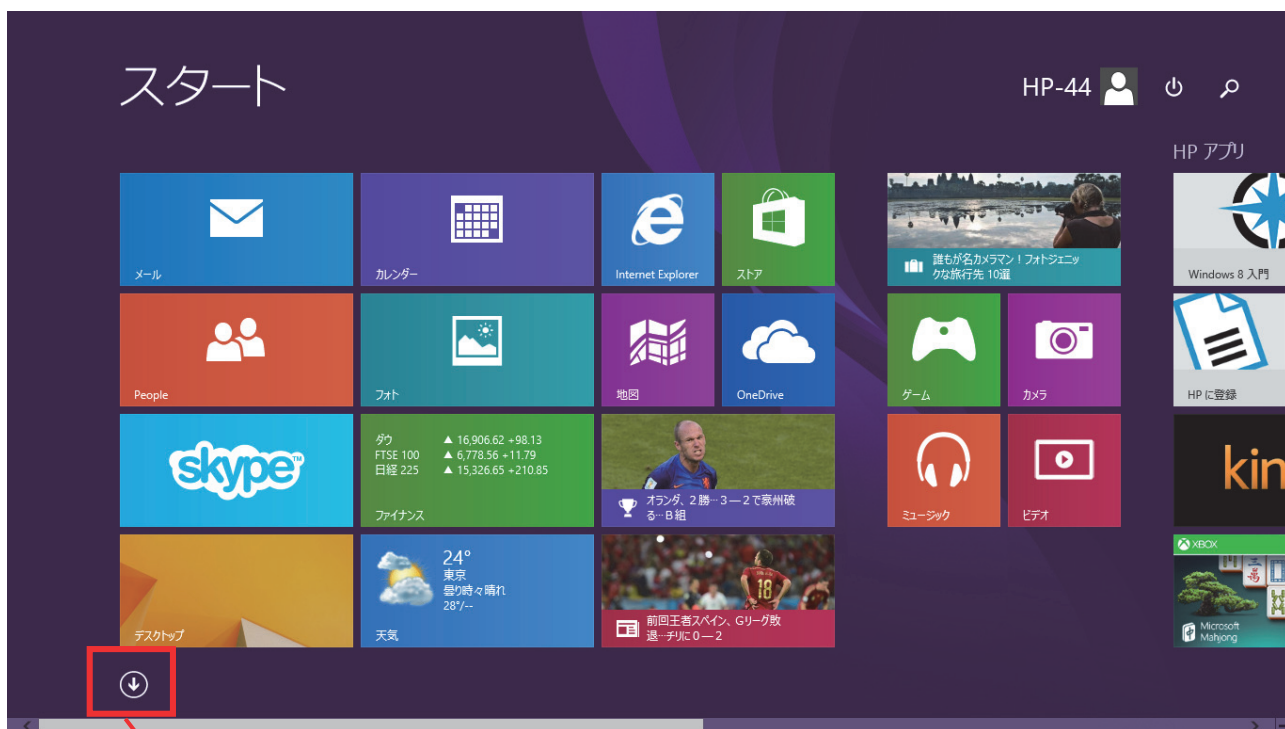 スタート
HP-44
HP アプリ
メール
カレンダー
Internet Explorer
ストア
誰もが名カメラマン！フォトジェニッ
クな旅行先 10選
Windows 8 入門
People
フォト
地図
OneDrive
ゲーム
カメラ
HP に登録
skype
ダウ ▲ 16,906.62 +98.13
FTSE 100 ▲ 6,778.56 +11.79
日経 225 ▲ 15,326.65 +210.85
ファイナンス
オランダ、2勝…3―2で豪州破
る…B組
ミュージック
ビデオ
kin
デスクトップ
24°
東京
曇り時々晴れ
28°/--
天気
前回王者スペイン、Gリーグ敗
退…チリに0―2
XBOX
Microsoft
Mahjong